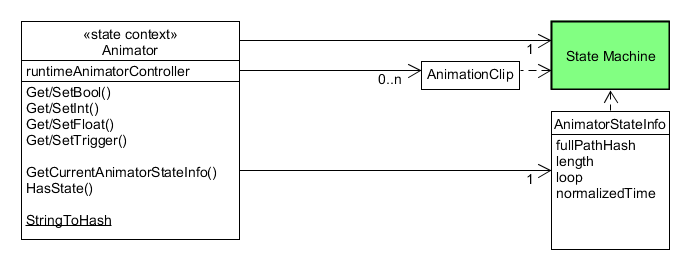 «state context»
Animator
runtimeAnimatorController
Get/SetBool()
Get/SetInt()
Get/SetFloat()
Get/SetTrigger()
GetCurrentAnimatorStateInfo()
HasState()
StringToHash
1
0..n
AnimationClip
State Machine
1
AnimatorStateInfo
fullPathHash
length
loop
normalizedTime